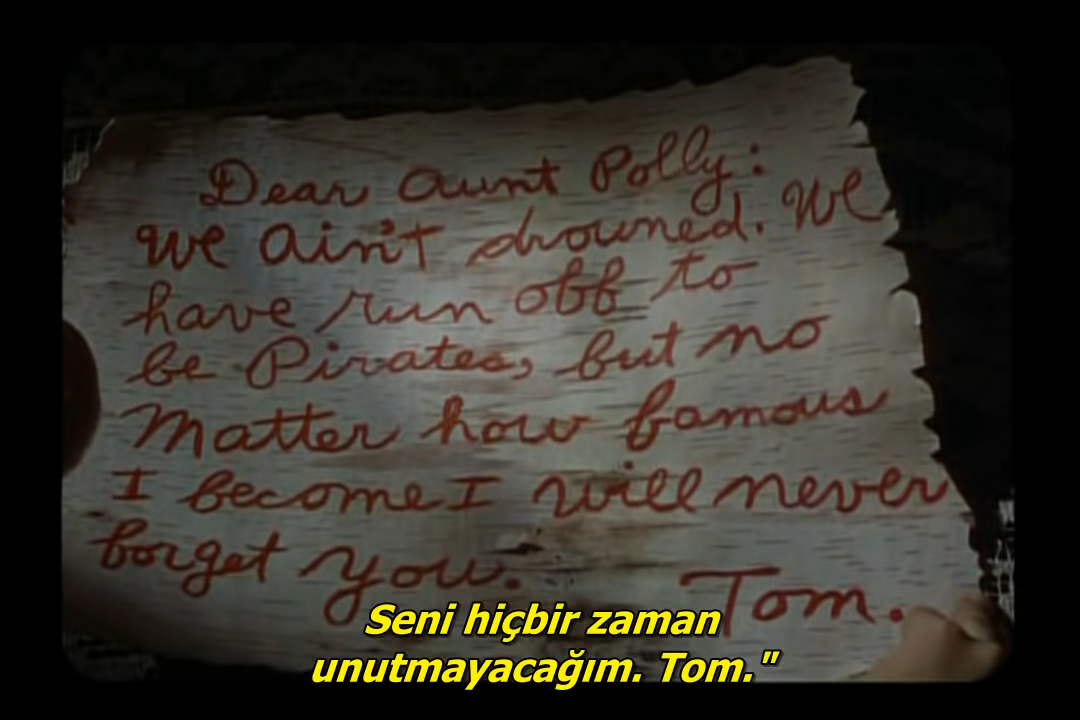 Dear Aunt Polly:
We ain't drowned. We
have run off to
be Pirates, but no
Matter how famous
I become I will never
forget you. Tom.
Seni hiçbir zaman
unutmayacağım. Tom."